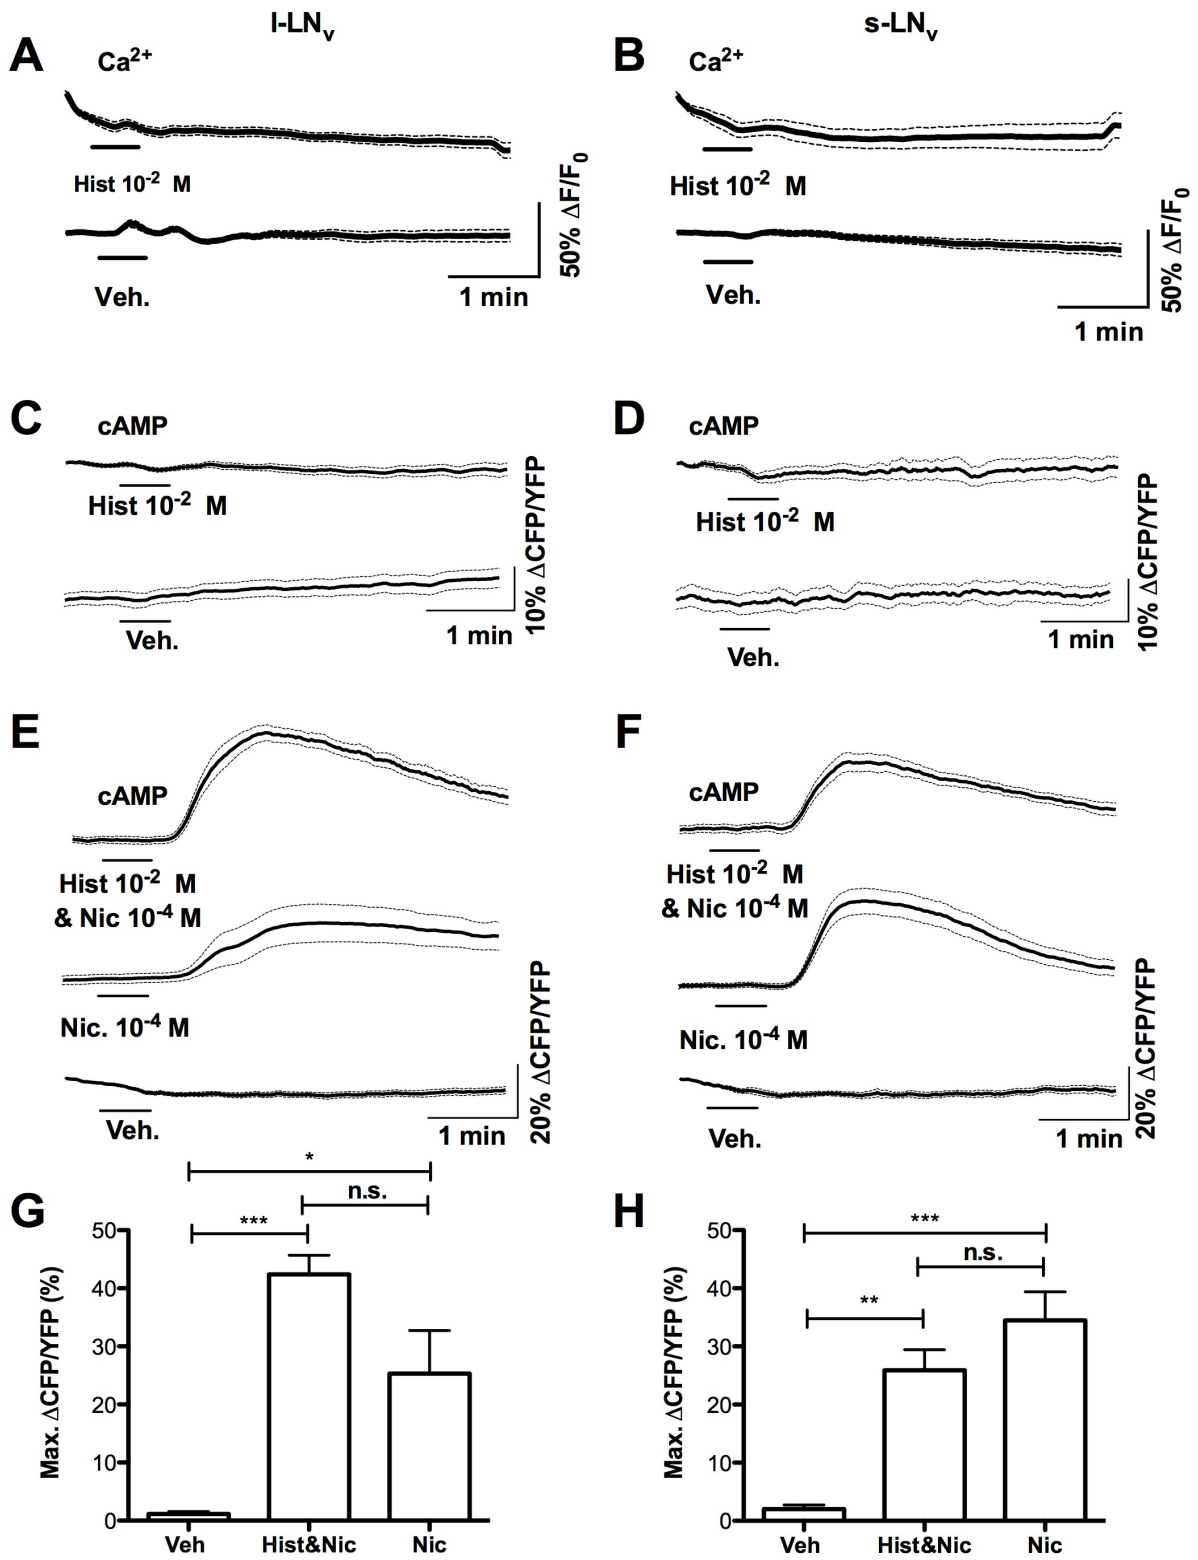 l-LNv
s-LNv
A
Ca2+
Hist 10-2 M
Veh.
50% ΔF/F0
1 min
B
Ca2+
Hist 10-2 M
Veh.
50% ΔF/F0
1 min
C
cAMP
Hist 10-2 M
Veh.
10% ΔCFP/YFP
1 min
D
cAMP
Hist 10-2 M
Veh.
10% ΔCFP/YFP
1 min
E
cAMP
Hist 10-2 M
& Nic 10-4 M
Nic. 10-4 M
Veh.
20% ΔCFP/YFP
1 min
F
cAMP
Hist 10-2 M
& Nic 10-4 M
Nic. 10-4 M
Veh.
20% ΔCFP/YFP
1 min
G
*
n.s.
***
Max. ΔCFP/YFP (%)
50
40
30
20
10
0
Veh Hist&Nic Nic
H
***
n.s.
**
Max. ΔCFP/YFP (%)
50
40
30
20
10
0
Veh Hist&Nic Nic